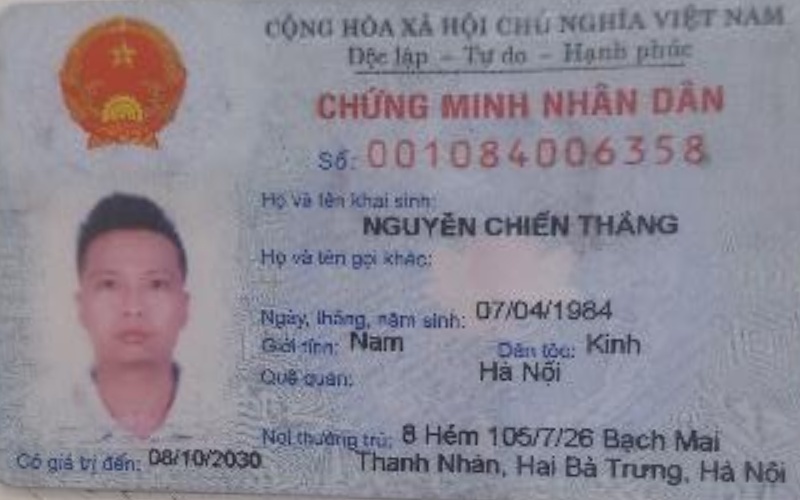 CỘNG HÒA XÃ HỘI CHỦ NGHĨA VIỆT NAM
Độc lập - Tự do - Hạnh phúc
CHỨNG MINH NHÂN DÂN
Số: 001084006358
Họ và tên khai sinh:
NGUYỄN CHIẾN THẮNG
Họ và tên gọi khác:
Ngày, tháng, năm sinh: 07/04/1984
Giới tính: Nam Dân tộc: Kinh
Quê quán: Hà Nội
Nơi thường trú: 8 Hẻm 105/7/26 Bạch Mai
Thanh Nhàn, Hai Bà Trưng, Hà Nội
Có giá trị đến: 08/10/2030